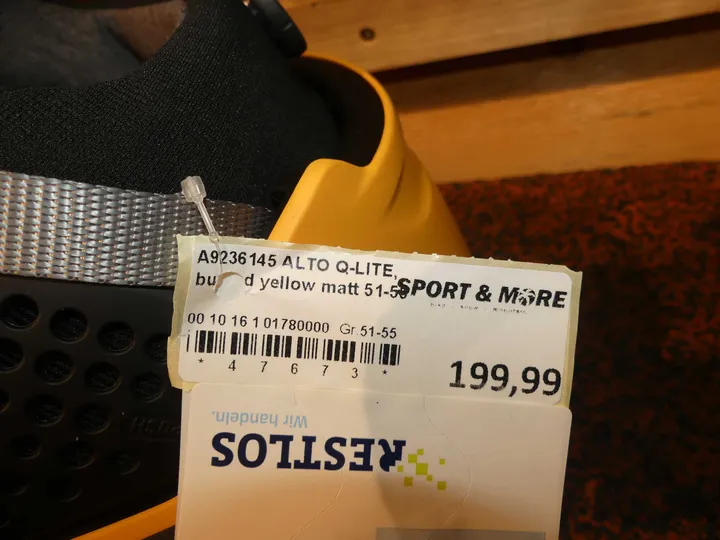 A9236145 ALTO Q-LITE,
yellow matt 51-55
SPORT & MORE
00 10 16 1 01780000 Gr.51-55
* 4 7 6 7 3 *
199,99
Wir handeln.
RESTLOS